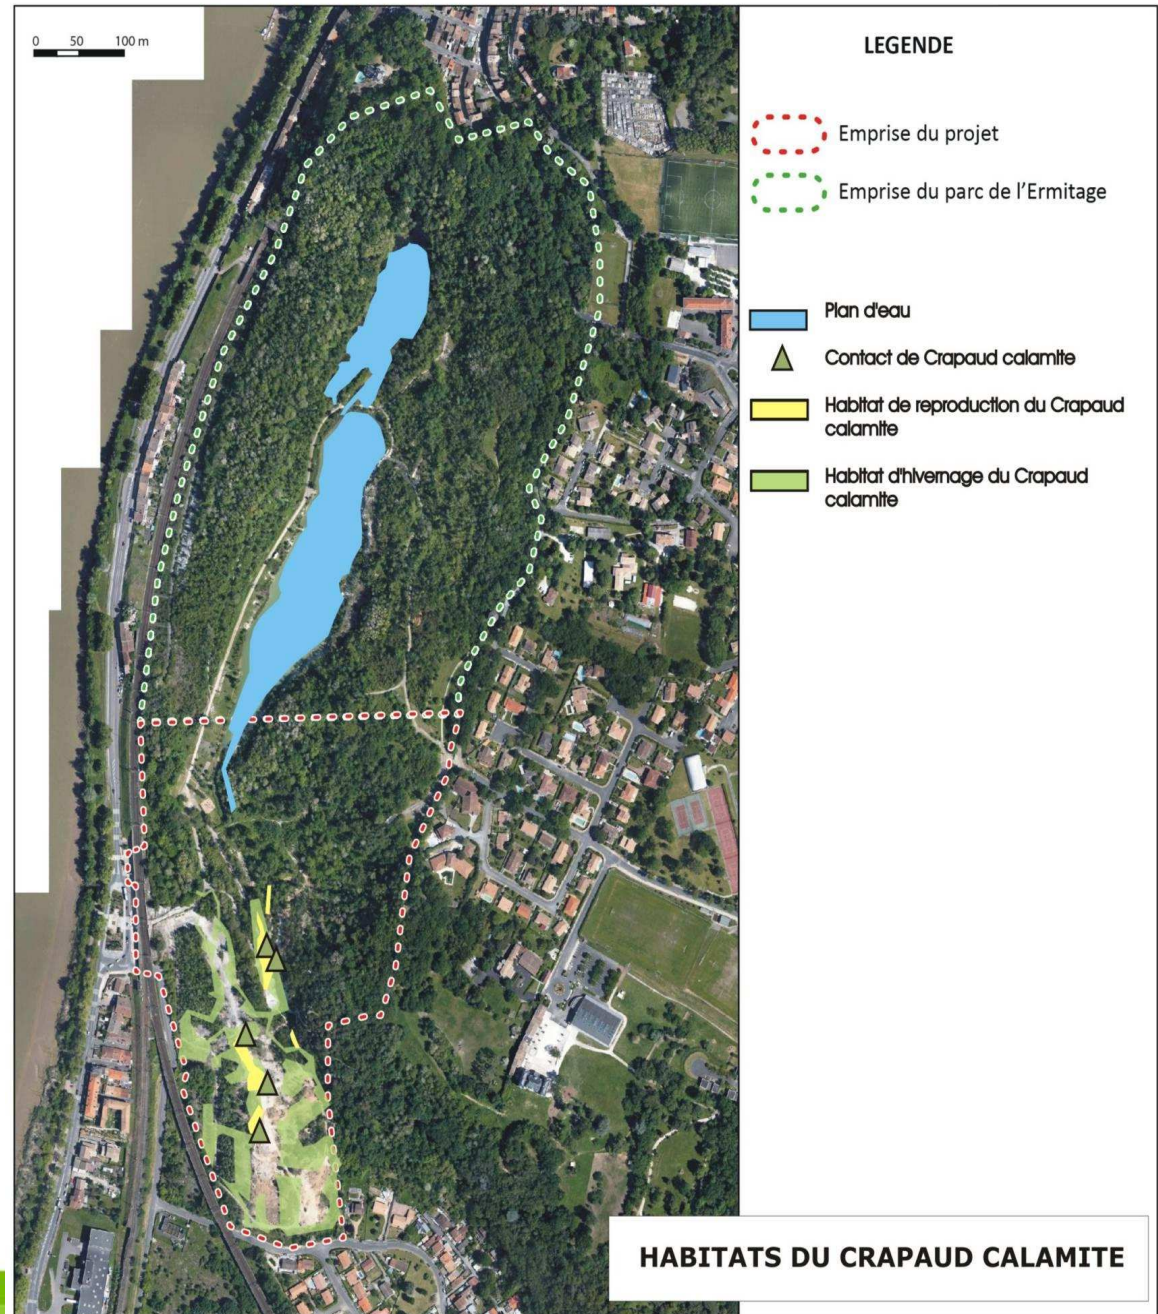 0 50 100 m
LEGENDE
Emprise du projet
Emprise du parc de l'Ermitage
Plan d'eau
Contact de Crapaud calamite
Habitat de reproduction du Crapaud
calamite
Habitat d'hivernage du Crapaud
calamite
HABITATS DU CRAPAUD CALAMITE